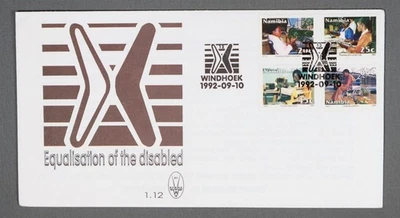 Namibia
Namibia
25c
WINDHOEK
1992-09-10
WINDHOEK
1992-09-10
Namibia
Equalisation of the disabled
1.12